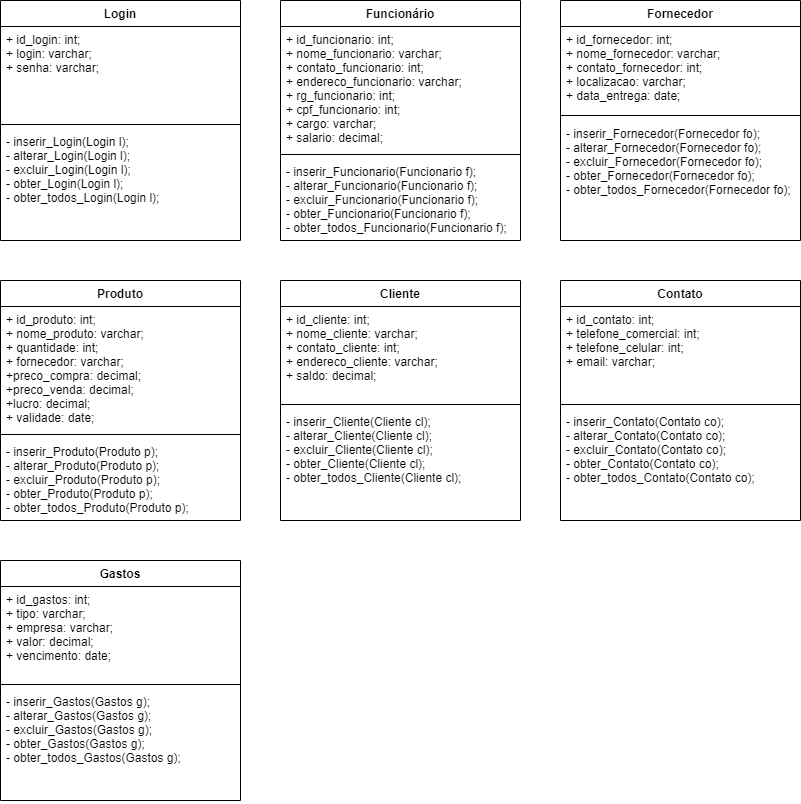 Login
+ id_login: int;
+ login: varchar;
+ senha: varchar;
- inserir_Login(Login l);
- alterar_Login(Login l);
- excluir_Login(Login l);
- obter_Login(Login l);
- obter_todos_Login(Login l);
Funcionário
+ id_funcionario: int;
+ nome_funcionario: varchar;
+ contato_funcionario: int;
+ endereco_funcionario: varchar;
+ rg_funcionario: int;
+ cpf_funcionario: int;
+ cargo: varchar;
+ salario: decimal;
- inserir_Funcionario(Funcionario f);
- alterar_Funcionario(Funcionario f);
- excluir_Funcionario(Funcionario f);
- obter_Funcionario(Funcionario f);
- obter_todos_Funcionario(Funcionario f);
Fornecedor
+ id_fornecedor: int;
+ nome_fornecedor: varchar;
+ contato_fornecedor: int;
+ localizacao: varchar;
+ data_entrega: date;
- inserir_Fornecedor(Fornecedor fo);
- alterar_Fornecedor(Fornecedor fo);
- excluir_Fornecedor(Fornecedor fo);
- obter_Fornecedor(Fornecedor fo);
- obter_todos_Fornecedor(Fornecedor fo);
Produto
+ id_produto: int;
+ nome_produto: varchar;
+ quantidade: int;
+ fornecedor: varchar;
+preco_compra: decimal;
+preco_venda: decimal;
+lucro: decimal;
+ validade: date;
- inserir_Produto(Produto p);
- alterar_Produto(Produto p);
- excluir_Produto(Produto p);
- obter_Produto(Produto p);
- obter_todos_Produto(Produto p);
Cliente
+ id_cliente: int;
+ nome_cliente: varchar;
+ contato_cliente: int;
+ endereco_cliente: varchar;
+ saldo: decimal;
- inserir_Cliente(Cliente cl);
- alterar_Cliente(Cliente cl);
- excluir_Cliente(Cliente cl);
- obter_Cliente(Cliente cl);
- obter_todos_Cliente(Cliente cl);
Contato
+ id_contato: int;
+ telefone_comercial: int;
+ telefone_celular: int;
+ email: varchar;
- inserir_Contato(Contato co);
- alterar_Contato(Contato co);
- excluir_Contato(Contato co);
- obter_Contato(Contato co);
- obter_todos_Contato(Contato co);
Gastos
+ id_gastos: int;
+ tipo: varchar;
+ empresa: varchar;
+ valor: decimal;
+ vencimento: date;
- inserir_Gastos(Gastos g);
- alterar_Gastos(Gastos g);
- excluir_Gastos(Gastos g);
- obter_Gastos(Gastos g);
- obter_todos_Gastos(Gastos g);